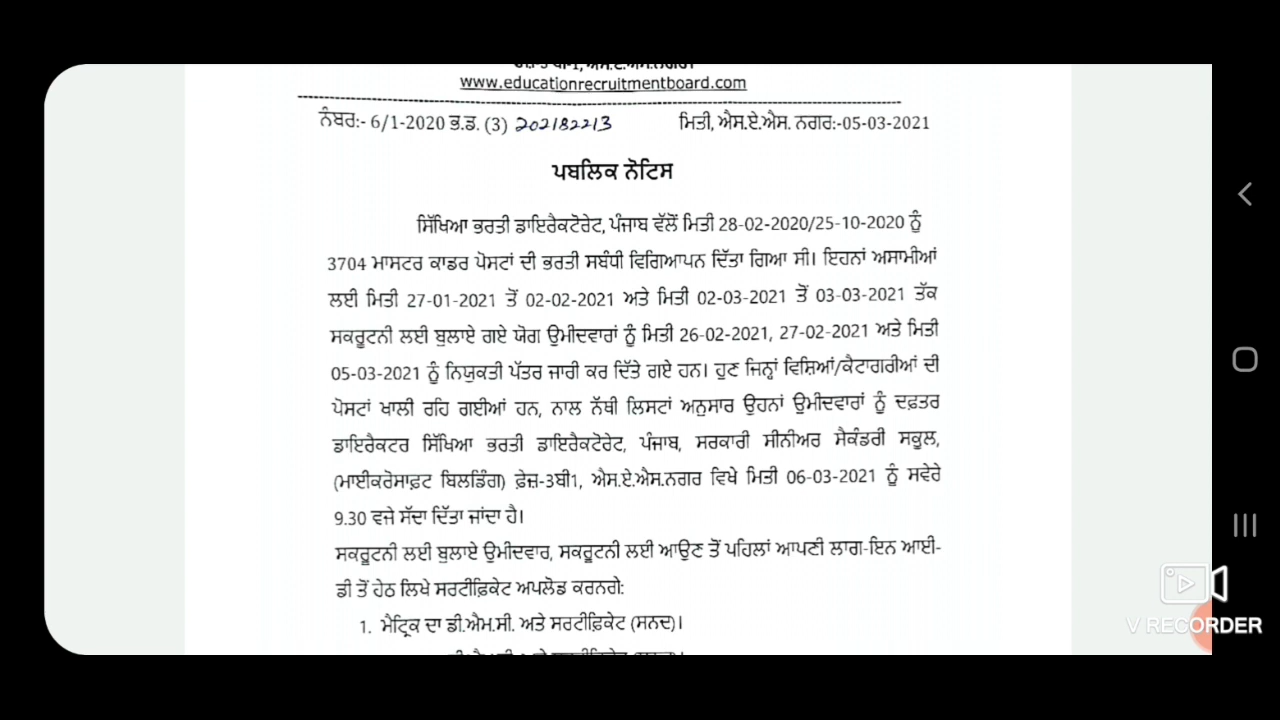 www.educationrecruitmentboard.com
ਨੰਬਰ:- 6/1-2020 ਭ.ਡ. (3) 202182213 ਮਿਤੀ, ਐਸ.ਏ.ਐਸ. ਨਗਰ:-05-03-2021
ਪਬਲਿਕ ਨੋਟਿਸ
ਸਿੱਖਿਆ ਭਰਤੀ ਡਾਇਰੈਕਟੋਰੇਟ, ਪੰਜਾਬ ਵੱਲੋਂ ਮਿਤੀ 28-02-2020/25-10-2020 ਨੂੰ
3704 ਮਾਸਟਰ ਕਾਡਰ ਪੋਸਟਾਂ ਦੀ ਭਰਤੀ ਸਬੰਧੀ ਵਿਗਿਆਪਨ ਦਿੱਤਾ ਗਿਆ ਸੀ। ਇਹਨਾਂ ਅਸਾਮੀਆਂ
ਲਈ ਮਿਤੀ 27-01-2021 ਤੋਂ 02-02-2021 ਅਤੇ ਮਿਤੀ 02-03-2021 ਤੋਂ 03-03-2021 ਤੱਕ
ਸਕਰੂਟਨੀ ਲਈ ਬੁਲਾਏ ਗਏ ਯੋਗ ਉਮੀਦਵਾਰਾਂ ਨੂੰ ਮਿਤੀ 26-02-2021, 27-02-2021 ਅਤੇ ਮਿਤੀ
05-03-2021 ਨੂੰ ਨਿਯੁਕਤੀ ਪੱਤਰ ਜਾਰੀ ਕਰ ਦਿੱਤੇ ਗਏ ਹਨ। ਹੁਣ ਜਿਨ੍ਹਾਂ ਵਿਸ਼ਿਆਂ/ਕੈਟਾਗਰੀਆਂ ਦੀ
ਪੋਸਟਾਂ ਖਾਲੀ ਰਹਿ ਗਈਆਂ ਹਨ, ਨਾਲ ਨੱਥੀ ਲਿਸਟਾਂ ਅਨੁਸਾਰ ਉਹਨਾਂ ਉਮੀਦਵਾਰਾਂ ਨੂੰ ਦਫ਼ਤਰ
ਡਾਇਰੈਕਟਰ ਸਿੱਖਿਆ ਭਰਤੀ ਡਾਇਰੈਕਟੋਰੇਟ, ਪੰਜਾਬ, ਸਰਕਾਰੀ ਸੀਨੀਅਰ ਸੈਕੰਡਰੀ ਸਕੂਲ,
(ਮਾਈਕਰੋਸਾਫ਼ਟ ਬਿਲਡਿੰਗ) ਫ਼ੇਜ਼-3ਬੀ1, ਐਸ.ਏ.ਐਸ.ਨਗਰ ਵਿਖੇ ਮਿਤੀ 06-03-2021 ਨੂੰ ਸਵੇਰੇ
9.30 ਵਜੇ ਸੱਦਾ ਦਿੱਤਾ ਜਾਂਦਾ ਹੈ।
ਸਕਰੂਟਨੀ ਲਈ ਬੁਲਾਏ ਉਮੀਦਵਾਰ, ਸਕਰੂਟਨੀ ਲਈ ਆਉਣ ਤੋਂ ਪਹਿਲਾਂ ਆਪਣੀ ਲਾਗ-ਇਨ ਆਈ-
ਡੀ ਤੋਂ ਹੇਠ ਲਿਖੇ ਸਰਟੀਫ਼ਿਕੇਟ ਅਪਲੋਡ ਕਰਨਗੇ:
1. ਮੈਟ੍ਰਿਕ ਦਾ ਡੀ.ਐਮ.ਸੀ. ਅਤੇ ਸਰਟੀਫ਼ਿਕੇਟ (ਸਨਦ)।
V RECORDER